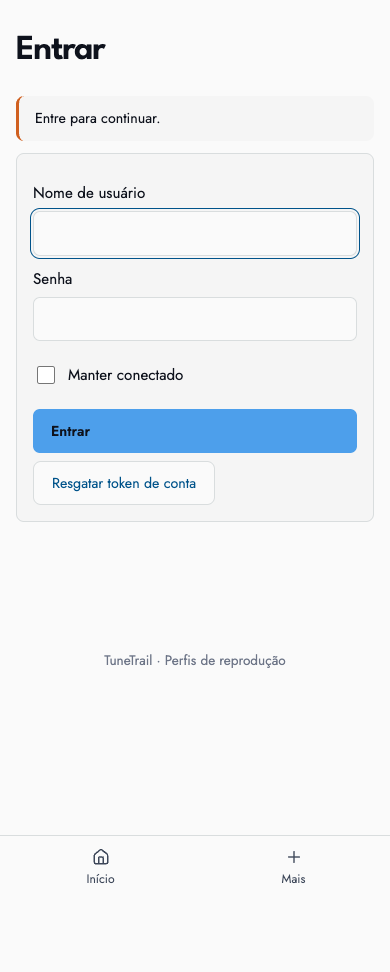 Entrar
Entre para continuar.
Nome de usuário
Senha
Manter conectado
Entrar
Resgatar token de conta
TuneTrail · Perfis de reprodução
Início
Mais